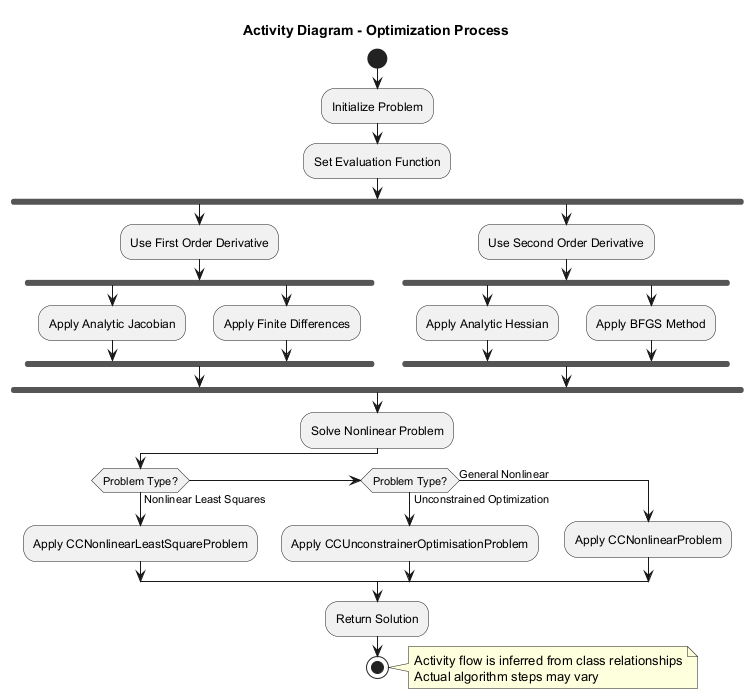 Activity Diagram - Optimization Process
Initialize Problem
Set Evaluation Function
Use First Order Derivative
Use Second Order Derivative
Apply Analytic Jacobian
Apply Finite Differences
Apply Analytic Hessian
Apply BFGS Method
Solve Nonlinear Problem
Problem Type?
Nonlinear Least Squares
Problem Type?
Unconstrained Optimization
General Nonlinear
Apply CCNonlinearLeastSquareProblem
Apply CCUnconstrainerOptimisationProblem
Apply CCNonlinearProblem
Return Solution
Activity flow is inferred from class relationships
Actual algorithm steps may vary